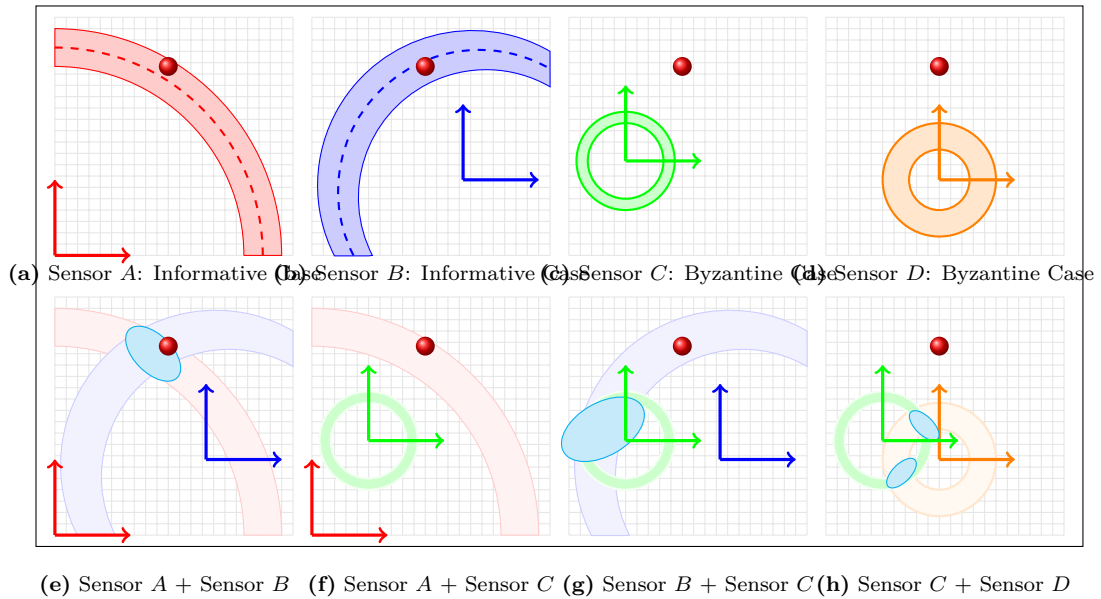 (a) Sensor A: Informative Case
(b) Sensor B: Informative Case
(c) Sensor C: Byzantine Case
(d) Sensor D: Byzantine Case
(e) Sensor A + Sensor B
(f) Sensor A + Sensor C
(g) Sensor B + Sensor C
(h) Sensor C + Sensor D